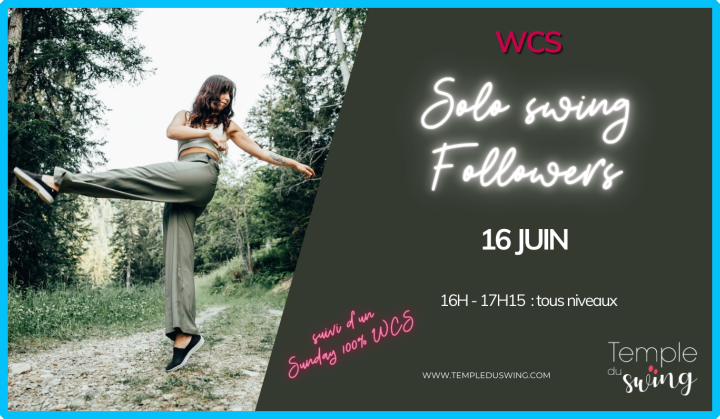 WCS
Solo swing
Followers
16 JUIN
16H - 17H15 : tous niveaux
suivi d'un
Sunday 100% WCS
WWW.TEMPLEDUSWING.COM
Temple
du swing